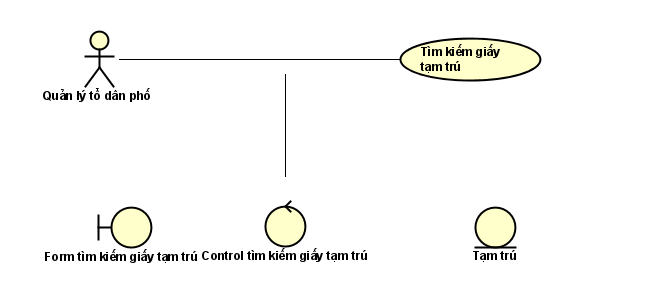 Tìm kiếm giấy
tạm trú
Quản lý tổ dân phố
Form tìm kiếm giấy tạm trú
Control tìm kiếm giấy tạm trú
Tạm trú